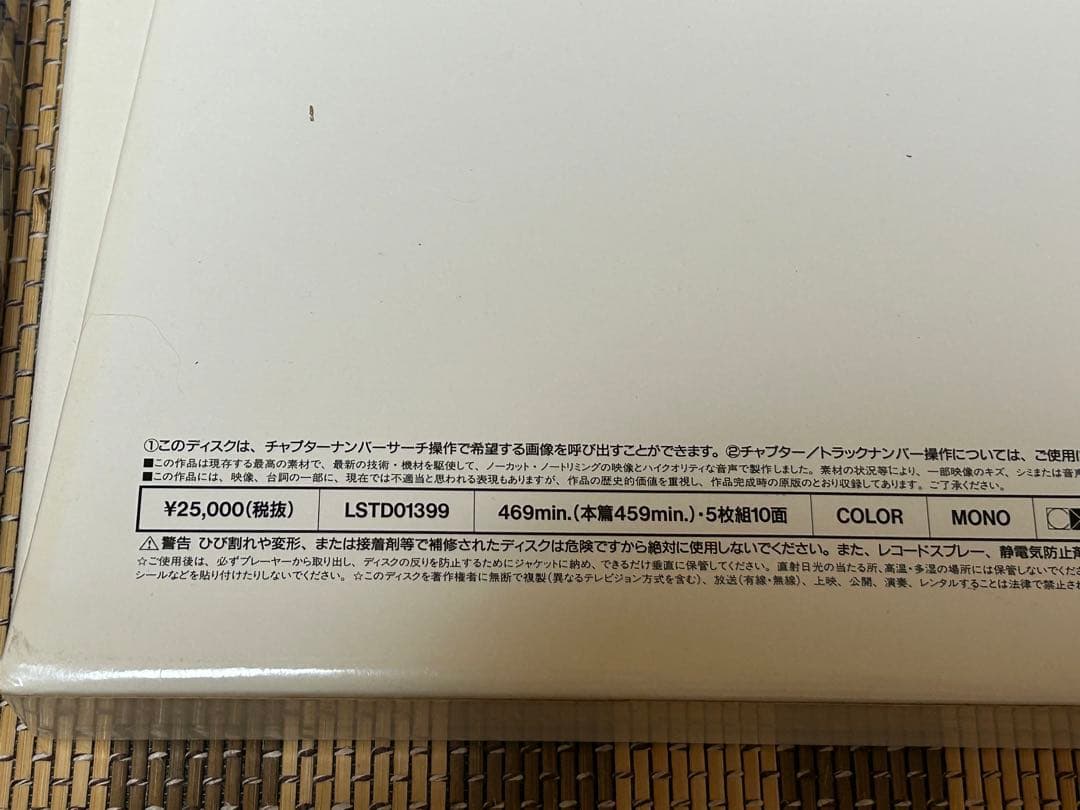 ①このディスクは、チャプターナンバーサーチ操作で希望する画像を呼び出すことができます。②チャプター/トラックナンバー操作については、ご使用に
■この作品は現存する最高の素材で、最新の技術・機材を駆使して、ノーカット・ノートリミングの映像とハイクオリティな音声で製作しました。素材の状況等により、一部映像のキズ、シミまたは音声
■この作品には、映像、台詞の一部に、現在では不適当と思われる表現もありますが、作品の歴史的価値を重視し、作品完成時の原版のとおり収録してあります。ご了承ください。
¥25,000(税抜) LSTD01399 469min.(本篇459min.)・5枚組10面 COLOR MONO
⚠警告 ひび割れや変形、または接着剤等で補修されたディスクは危険ですから絶対に使用しないでください。また、レコードスプレー、静電気防止剤
☆ご使用後は、必ずプレーヤーから取り出し、ディスクの反りを防止するためにジャケットに納め、できるだけ垂直に保管してください。直射日光の当たる所、高温・多湿の場所には保管しないでくだ
シールなどを貼り付けたりしないでください。☆このディスクを著作権者に無断で複製(異なるテレビジョン方式を含む)、放送(有線・無線)、上映、公開、演奏、レンタルすることは法律で禁止され